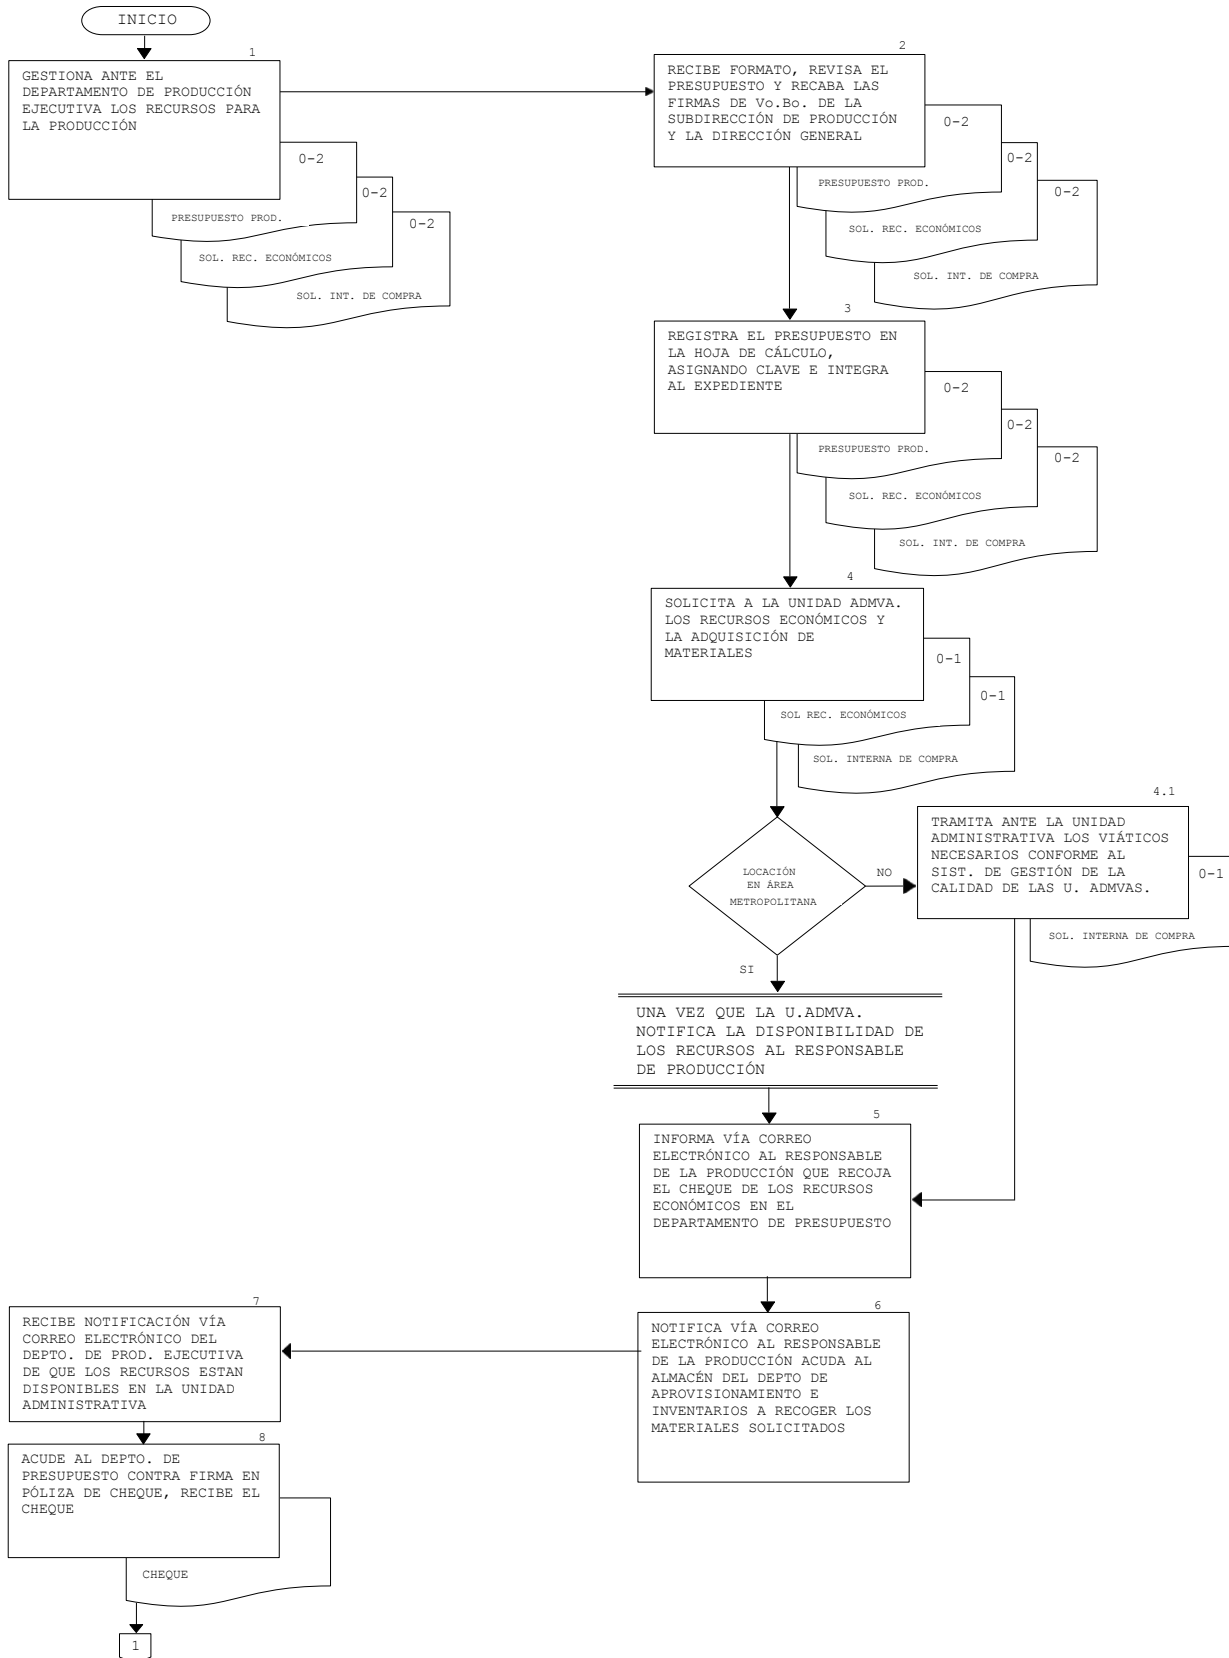 INICIO
1
GESTIONA ANTE EL
DEPARTAMENTO DE PRODUCCIÓN
EJECUTIVA LOS RECURSOS PARA
LA PRODUCCIÓN
0-2
PRESUPUESTO PROD.
0-2
SOL. REC. ECONÓMICOS
0-2
SOL. INT. DE COMPRA
2
RECIBE FORMATO, REVISA EL
PRESUPUESTO Y RECABA LAS
FIRMAS DE Vo.Bo. DE LA
SUBDIRECCIÓN DE PRODUCCIÓN
Y LA DIRECCIÓN GENERAL
0-2
PRESUPUESTO PROD.
0-2
SOL. REC. ECONÓMICOS
0-2
SOL. INT. DE COMPRA
3
REGISTRA EL PRESUPUESTO EN
LA HOJA DE CÁLCULO,
ASIGNANDO CLAVE E INTEGRA
AL EXPEDIENTE
0-2
PRESUPUESTO PROD.
0-2
SOL. REC. ECONÓMICOS
0-2
SOL. INT. DE COMPRA
4
SOLICITA A LA UNIDAD ADMVA.
LOS RECURSOS ECONÓMICOS Y
LA ADQUISICIÓN DE
MATERIALES
0-1
SOL REC. ECONÓMICOS
0-1
SOL. INTERNA DE COMPRA
LOCACIÓN
EN ÁREA
METROPOLITANA
NO
4.1
TRAMITA ANTE LA UNIDAD
ADMINISTRATIVA LOS VIÁTICOS
NECESARIOS CONFORME AL
SIST. DE GESTIÓN DE LA
CALIDAD DE LAS U. ADMVAS.
0-1
SOL. INTERNA DE COMPRA
SI
UNA VEZ QUE LA U.ADMVA.
NOTIFICA LA DISPONIBILIDAD DE
LOS RECURSOS AL RESPONSABLE
DE PRODUCCIÓN
5
INFORMA VÍA CORREO
ELECTRÓNICO AL RESPONSABLE
DE LA PRODUCCIÓN QUE RECOJA
EL CHEQUE DE LOS RECURSOS
ECONÓMICOS EN EL
DEPARTAMENTO DE PRESUPUESTO
6
NOTIFICA VÍA CORREO
ELECTRÓNICO AL RESPONSABLE
DE LA PRODUCCIÓN ACUDA AL
ALMACÉN DEL DEPTO DE
APROVISIONAMIENTO E
INVENTARIOS A RECOGER LOS
MATERIALES SOLICITADOS
7
RECIBE NOTIFICACIÓN VÍA
CORREO ELECTRÓNICO DEL
DEPTO. DE PROD. EJECUTIVA
DE QUE LOS RECURSOS ESTAN
DISPONIBLES EN LA UNIDAD
ADMINISTRATIVA
8
ACUDE AL DEPTO. DE
PRESUPUESTO CONTRA FIRMA EN
PÓLIZA DE CHEQUE, RECIBE EL
CHEQUE
CHEQUE
1